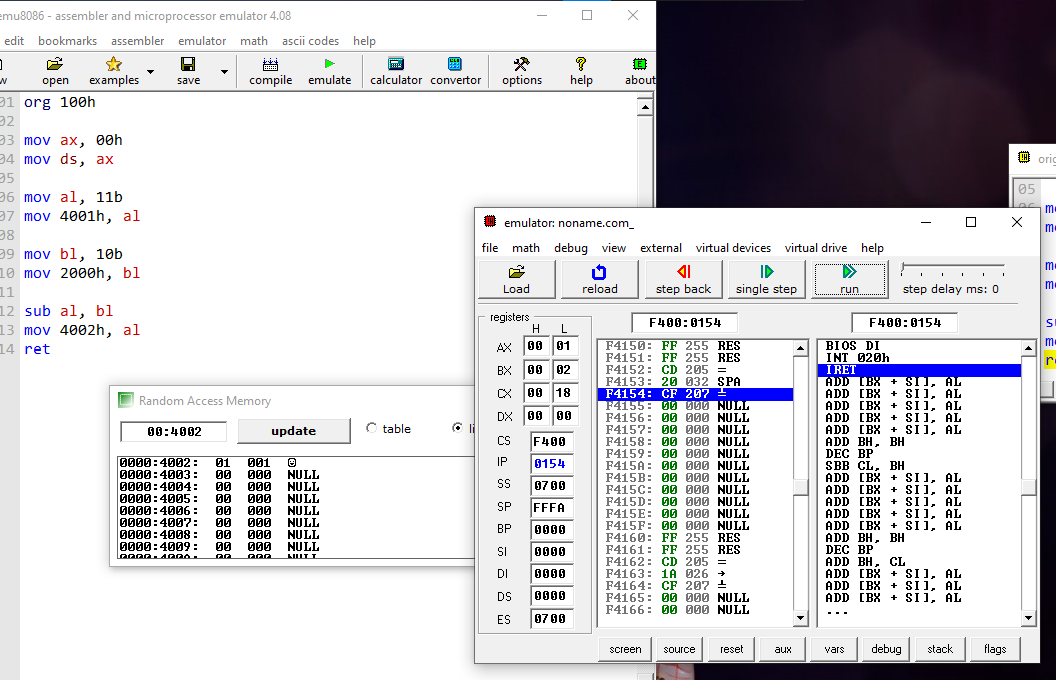 emu8086 - assembler and microprocessor emulator 4.08
edit bookmarks assembler emulator math ascii codes help
open examples save compile emulate calculator convertor options help about
01 org 100h
02
03 mov ax, 00h
04 mov ds, ax
05
06 mov al, 11b
07 mov 4001h, al
08
09 mov bl, 10b
10 mov 2000h, bl
11
12 sub al, bl
13 mov 4002h, al
14 ret
Random Access Memory
00:4002 update table
0000:4002: 01 001 ☺
0000:4003: 00 000 NULL
0000:4004: 00 000 NULL
0000:4005: 00 000 NULL
0000:4006: 00 000 NULL
0000:4007: 00 000 NULL
0000:4008: 00 000 NULL
0000:4009: 00 000 NULL
emulator: noname.com_
file math debug view external virtual devices virtual drive help
Load reload step back single step run step delay ms: 0
registers
H L
AX 00 01
BX 00 02
CX 00 18
DX 00 00
CS F400
IP 0154
SS 0700
SP FFFA
BP 0000
SI 0000
DI 0000
DS 0000
ES 0700
F400:0154
F4150: FF 255 RES
F4151: FF 255 RES
F4152: CD 205 =
F4153: 20 032 SPA
F4154: CF 207 ╧
F4155: 00 000 NULL
F4156: 00 000 NULL
F4157: 00 000 NULL
F4158: 00 000 NULL
F4159: 00 000 NULL
F415A: 00 000 NULL
F415B: 00 000 NULL
F415C: 00 000 NULL
F415D: 00 000 NULL
F415E: 00 000 NULL
F415F: 00 000 NULL
F4160: FF 255 RES
F4161: FF 255 RES
F4162: CD 205 =
F4163: 1A 026 →
F4164: CF 207 ╧
F4165: 00 000 NULL
F4166: 00 000 NULL
F400:0154
BIOS DI
INT 020h
IRET
ADD [BX + SI], AL
ADD [BX + SI], AL
ADD [BX + SI], AL
ADD [BX + SI], AL
ADD [BX + SI], AL
ADD BH, BH
DEC BP
SBB CL, BH
ADD [BX + SI], AL
ADD [BX + SI], AL
ADD [BX + SI], AL
ADD [BX + SI], AL
ADD [BX + SI], AL
ADD BH, BH
DEC BP
ADD BH, CL
ADD [BX + SI], AL
ADD [BX + SI], AL
ADD [BX + SI], AL
...
screen source reset aux vars debug stack flags
05